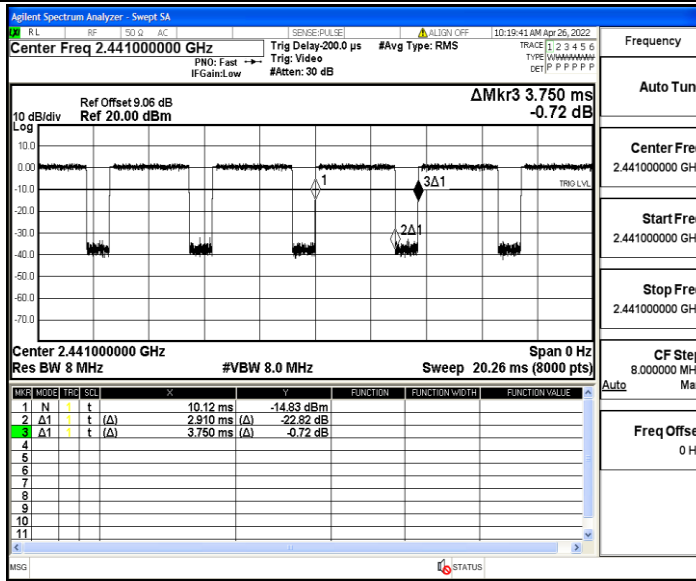 Agilent Spectrum Analyzer - Swept SA
LXI RL RF 50 Ω AC SENSE:PULSE ALIGN OFF 10:19:41 AM Apr 26, 2022
Center Freq 2.441000000 GHz
PNO: Fast
IFGain:Low
Trig Delay-200.0 μs
Trig: Video
#Atten: 30 dB
#Avg Type: RMS
TRACE 1 2 3 4 5 6
TYPE
DET P P P P P P
Ref Offset 9.06 dB
10 dB/div Ref 20.00 dBm
Log
ΔMkr3 3.750 ms
-0.72 dB
10.0
0.00
-10.0
-20.0
-30.0
-40.0
-50.0
-60.0
-70.0
1
3Δ1
TRIG LVL
2Δ1
Center 2.441000000 GHz Span 0 Hz
Res BW 8 MHz #VBW 8.0 MHz Sweep 20.26 ms (8000 pts)
MKR MODE TRC SCL X Y FUNCTION FUNCTION WIDTH FUNCTION VALUE
1 N 1 t 10.12 ms -14.83 dBm
2 Δ1 1 t (Δ) 2.910 ms (Δ) -22.82 dB
3 Δ1 1 t (Δ) 3.750 ms (Δ) -0.72 dB
4
5
6
7
8
9
10
11
MSG STATUS
Frequency
Auto Tun
Center Fre
2.441000000 GH
Start Fre
2.441000000 GH
Stop Fre
2.441000000 GH
CF Step
8.000000 MH
Auto Ma
Freq Offse
0 H